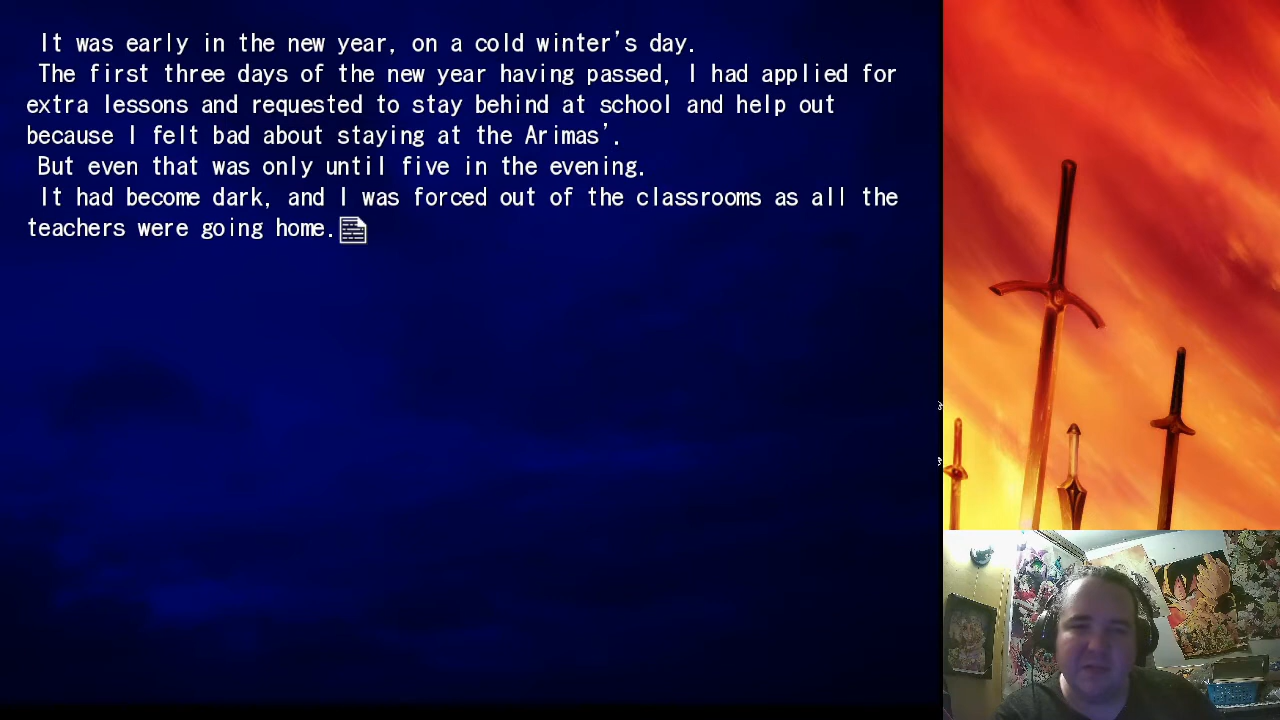 It was early in the new year, on a cold winter's day.
The first three days of the new year having passed, I had applied for
extra lessons and requested to stay behind at school and help out
because I felt bad about staying at the Arimas'.
But even that was only until five in the evening.
It had become dark, and I was forced out of the classrooms as all the
teachers were going home.